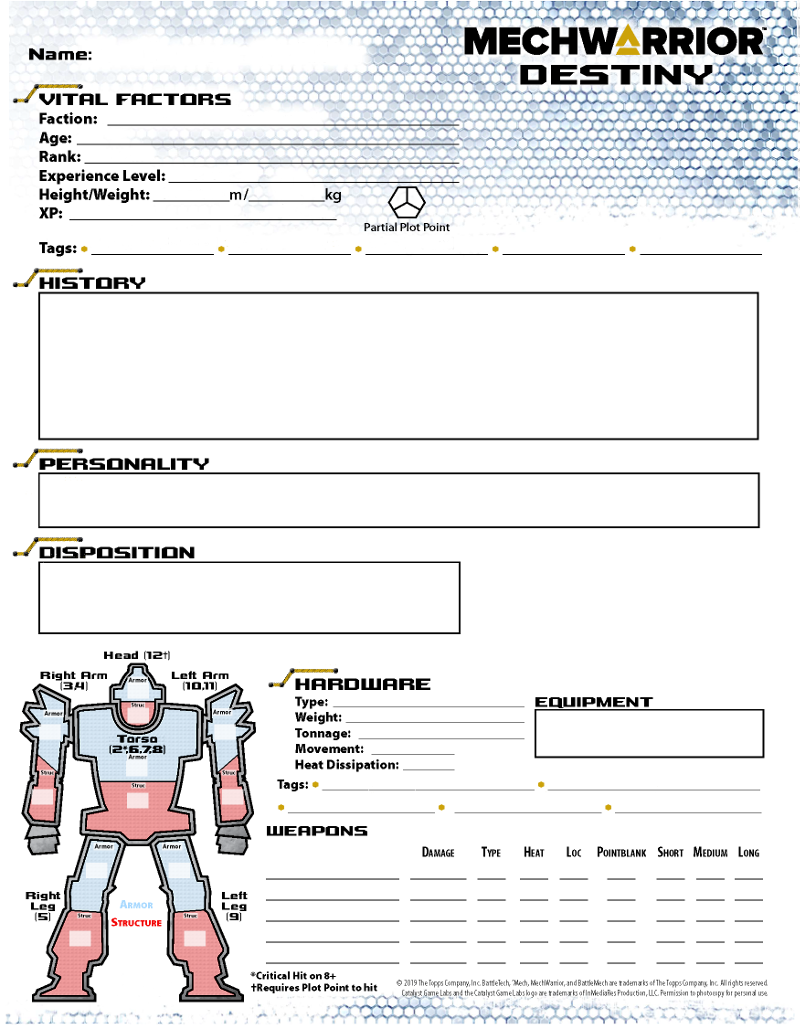 MECHWARRIOR™
DESTINY
Name:
VITAL FACTORS
Faction:
Age:
Rank:
Experience Level:
Height/Weight: m/ kg
XP:
Partial Plot Point
Tags:
HISTORY
PERSONALITY
DISPOSITION
Head (12†)
Right Arm
(3,4)
Left Arm
(10,11)
Armor
Struc
Armor
Armor
Torso
(2*,6,7,8)
Armor
Struc
Struc
Struc
Armor
Armor
Right
Leg
(5)
Left
Leg
(9)
Struc
Struc
Armor
Structure
*Critical Hit on 8+
†Requires Plot Point to hit
HARDWARE
Type:
Weight:
Tonnage:
Movement:
Heat Dissipation:
EQUIPMENT
Tags:
WEAPONS
Damage Type Heat Loc Pointblank Short Medium Long
© 2019 The Topps Company, Inc. BattleTech, 'Mech, MechWarrior, and BattleMech are trademarks of The Topps Company, Inc. All rights reserved.
Catalyst Game Labs and the Catalyst Game Labs logo are trademarks of InMediaRes Production, LLC. Permission to photocopy for personal use.